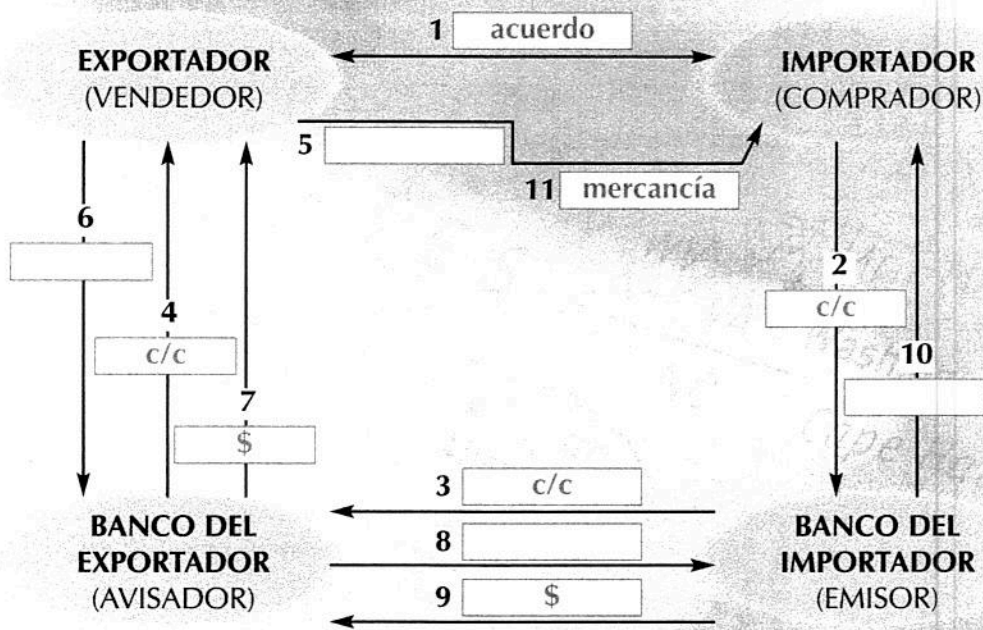 1 acuerdo
EXPORTADOR
(VENDEDOR)
IMPORTADOR
(COMPRADOR)
5
11 mercancía
6
2
c/c
4
c/c
10
7
$
3 c/c
8
9 $
BANCO DEL
EXPORTADOR
(AVISADOR)
BANCO DEL
IMPORTADOR
(EMISOR)